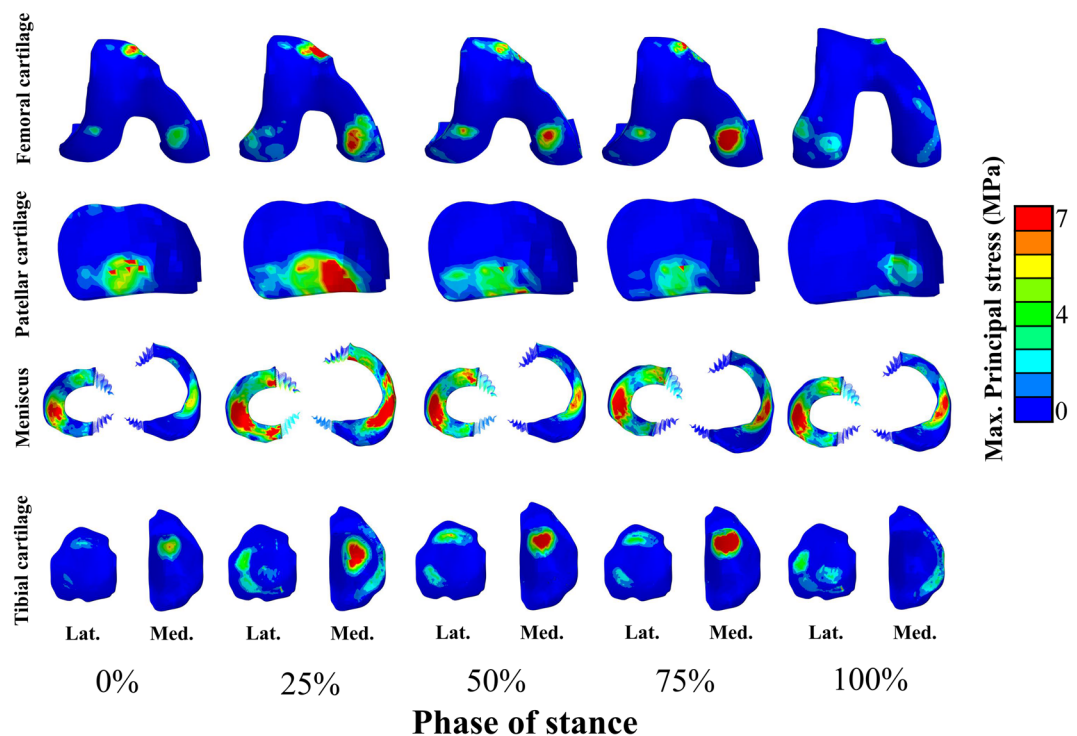 Femoral cartilage
Patellar cartilage
Meniscus
Tibial cartilage
Max. Principal stress (MPa)
7
4
0
Lat. Med. Lat. Med. Lat. Med. Lat. Med. Lat. Med.
0% 25% 50% 75% 100%
Phase of stance